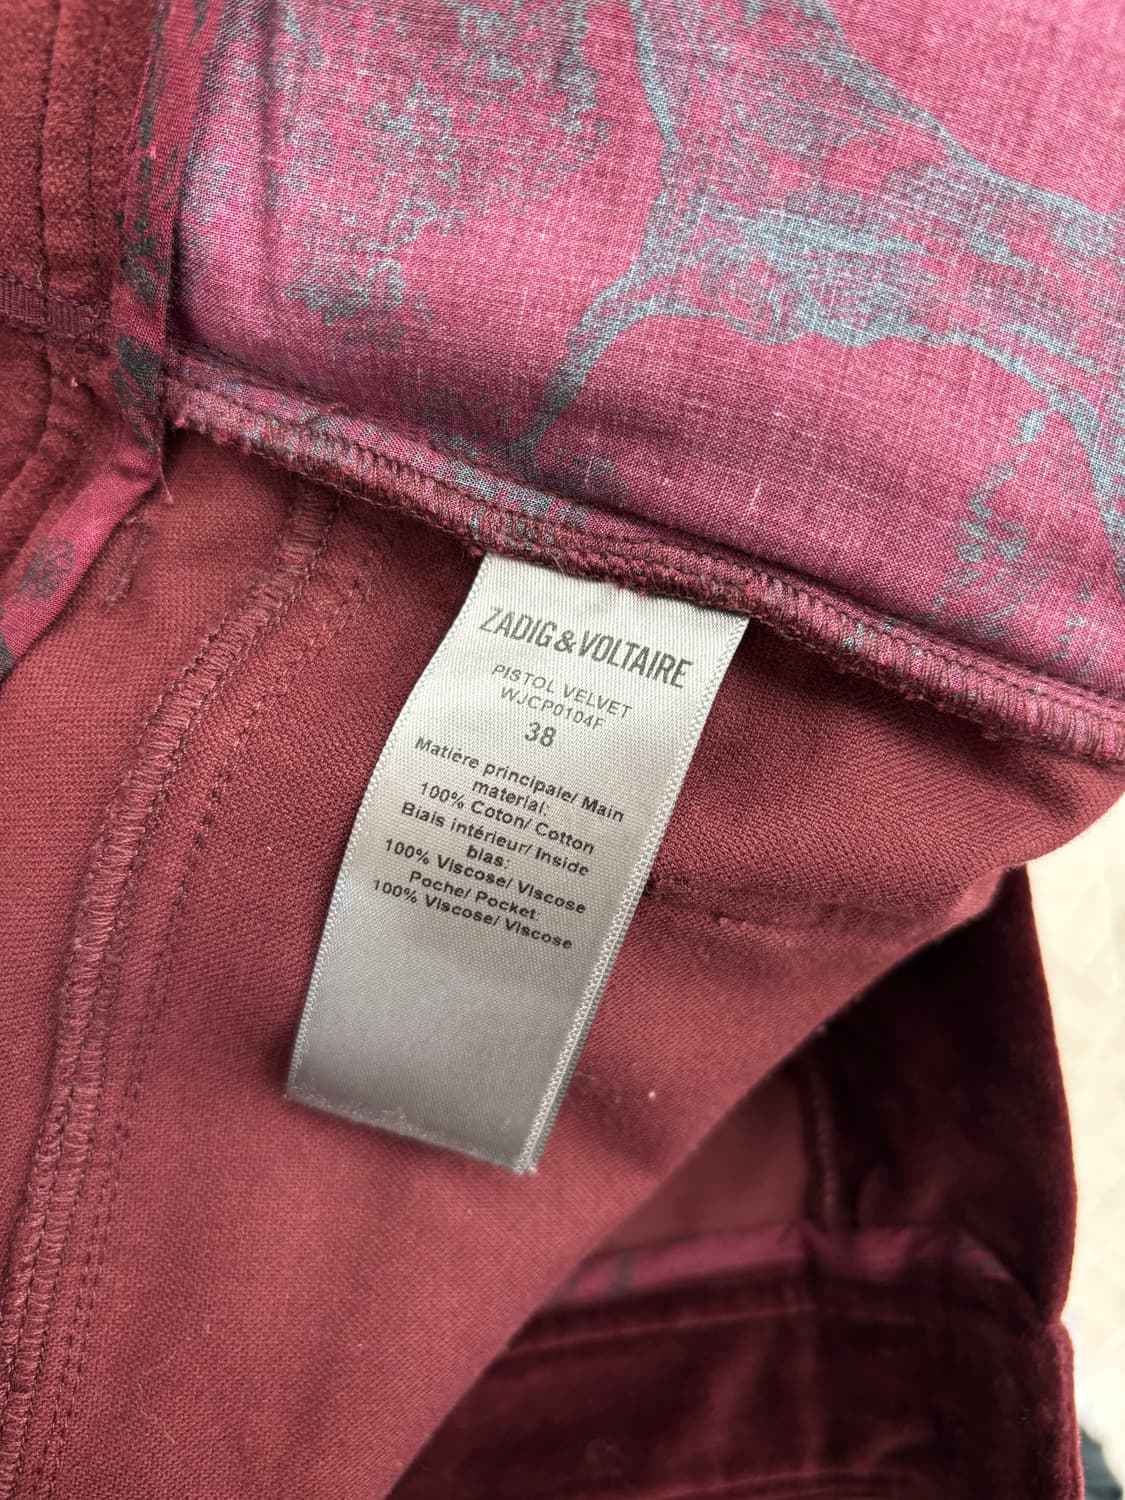 ZADIG&VOLTAIRE
PISTOL VELVET
WJCP0104F
38
Matière principale/ Main
material:
100% Coton/ Cotton
Biais intérieur/ Inside
bias:
100% Viscose/ Viscose
Poche/ Pocket:
100% Viscose/ Viscose